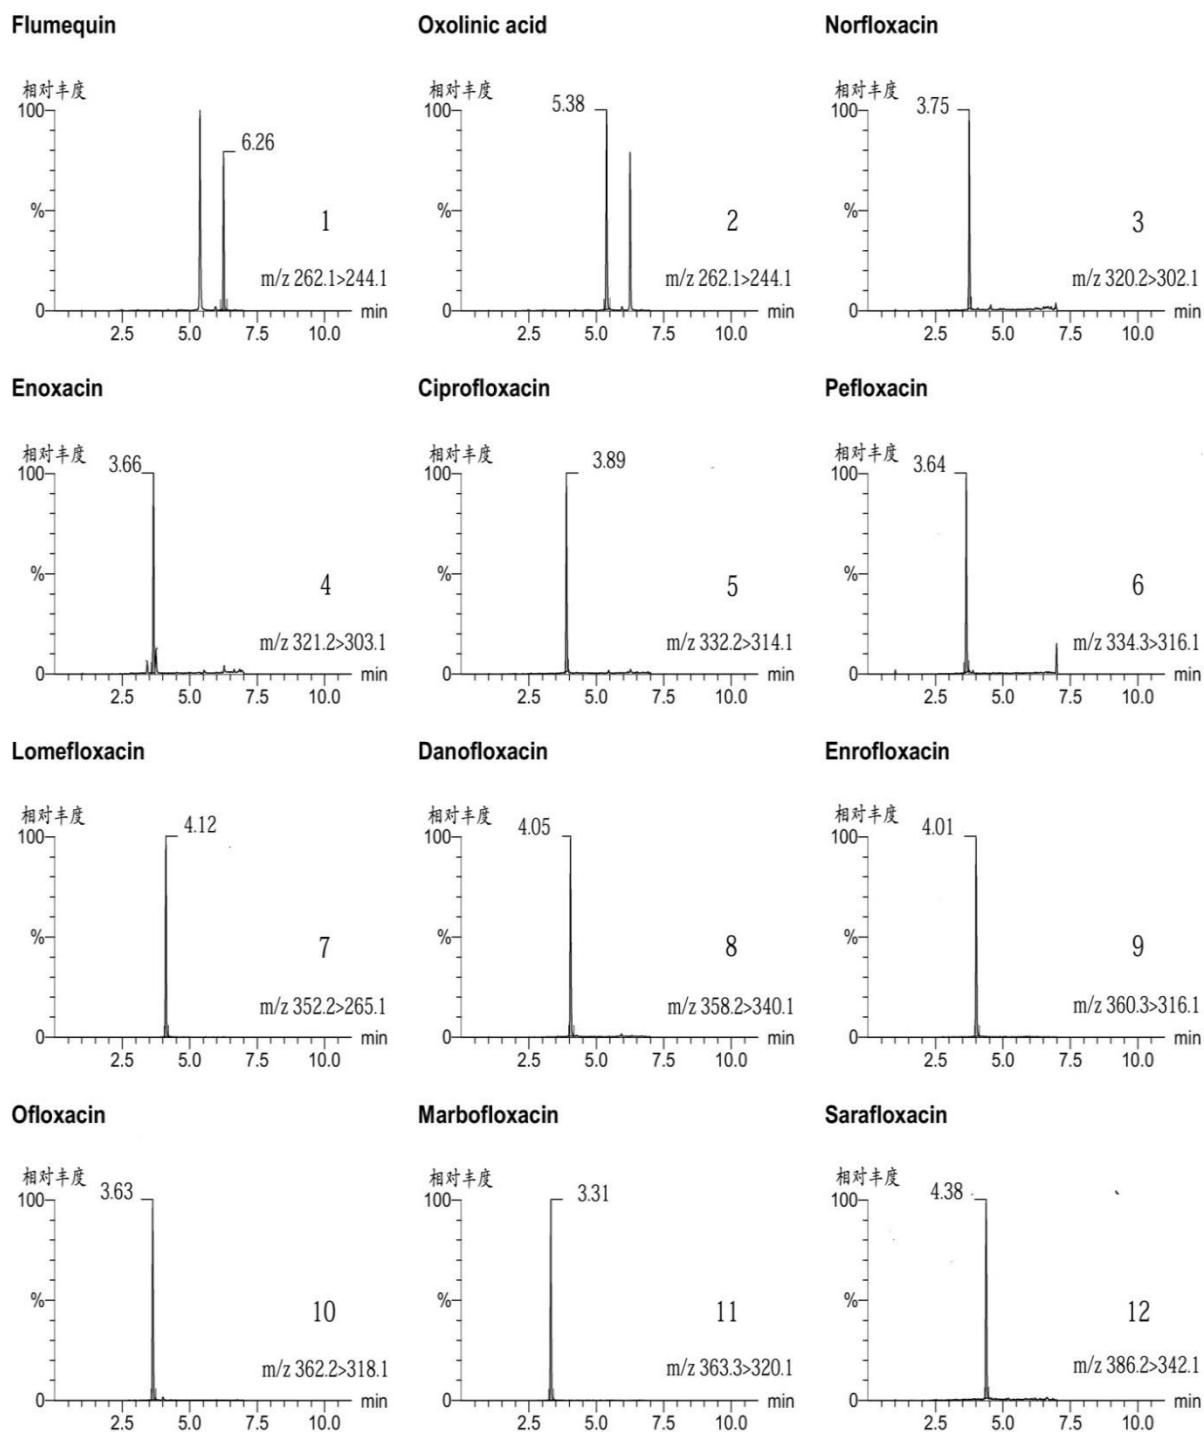 Flumequin
相对丰度
100
%
0
6.26
1
m/z 262.1>244.1
min
2.5 5.0 7.5 10.0
Oxolinic acid
相对丰度
100
%
0
5.38
2
m/z 262.1>244.1
min
2.5 5.0 7.5 10.0
Norfloxacin
相对丰度
100
%
0
3.75
3
m/z 320.2>302.1
min
2.5 5.0 7.5 10.0
Enoxacin
相对丰度
100
%
0
3.66
4
m/z 321.2>303.1
min
2.5 5.0 7.5 10.0
Ciprofloxacin
相对丰度
100
%
0
3.89
5
m/z 332.2>314.1
min
2.5 5.0 7.5 10.0
Pefloxacin
相对丰度
100
%
0
3.64
6
m/z 334.3>316.1
min
2.5 5.0 7.5 10.0
Lomefloxacin
相对丰度
100
%
0
4.12
7
m/z 352.2>265.1
min
2.5 5.0 7.5 10.0
Danofloxacin
相对丰度
100
%
0
4.05
8
m/z 358.2>340.1
min
2.5 5.0 7.5 10.0
Enrofloxacin
相对丰度
100
%
0
4.01
9
m/z 360.3>316.1
min
2.5 5.0 7.5 10.0
Ofloxacin
相对丰度
100
%
0
3.63
10
m/z 362.2>318.1
min
2.5 5.0 7.5 10.0
Marbofloxacin
相对丰度
100
%
0
3.31
11
m/z 363.3>320.1
min
2.5 5.0 7.5 10.0
Sarafloxacin
相对丰度
100
%
0
4.38
12
m/z 386.2>342.1
min
2.5 5.0 7.5 10.0